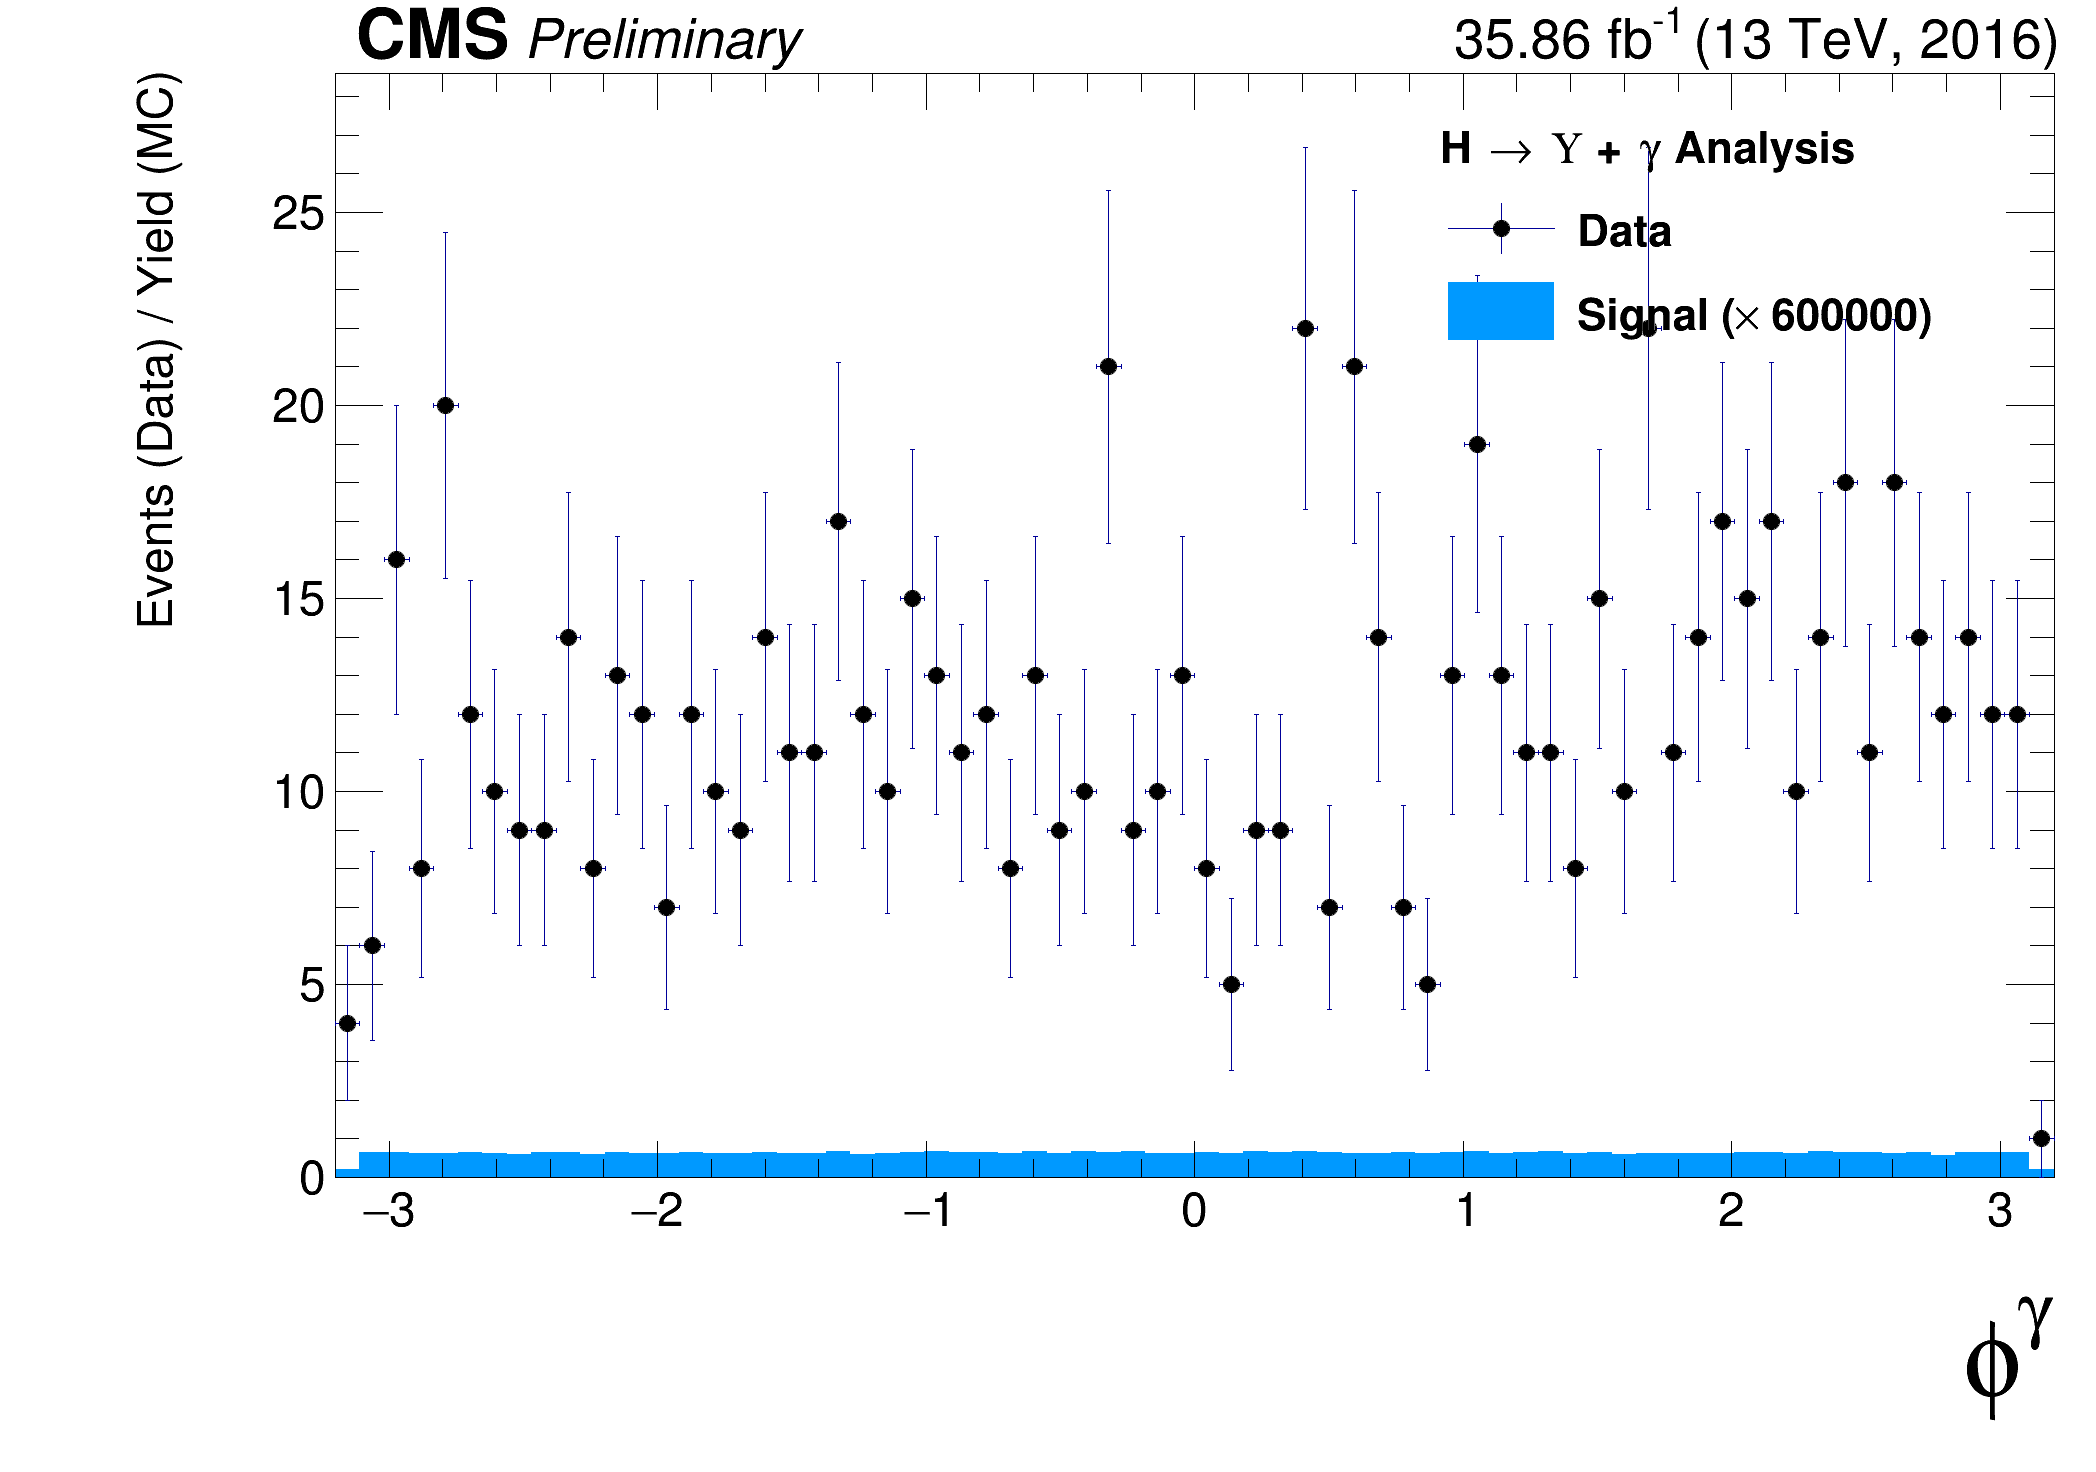 CMS Preliminary
35.86 fb-1 (13 TeV, 2016)
Events (Data) / Yield (MC)
H → Υ + γ Analysis
Data
Signal (× 600000)
25
20
15
10
5
0
−3 −2 −1 0 1 2 3
ϕγ